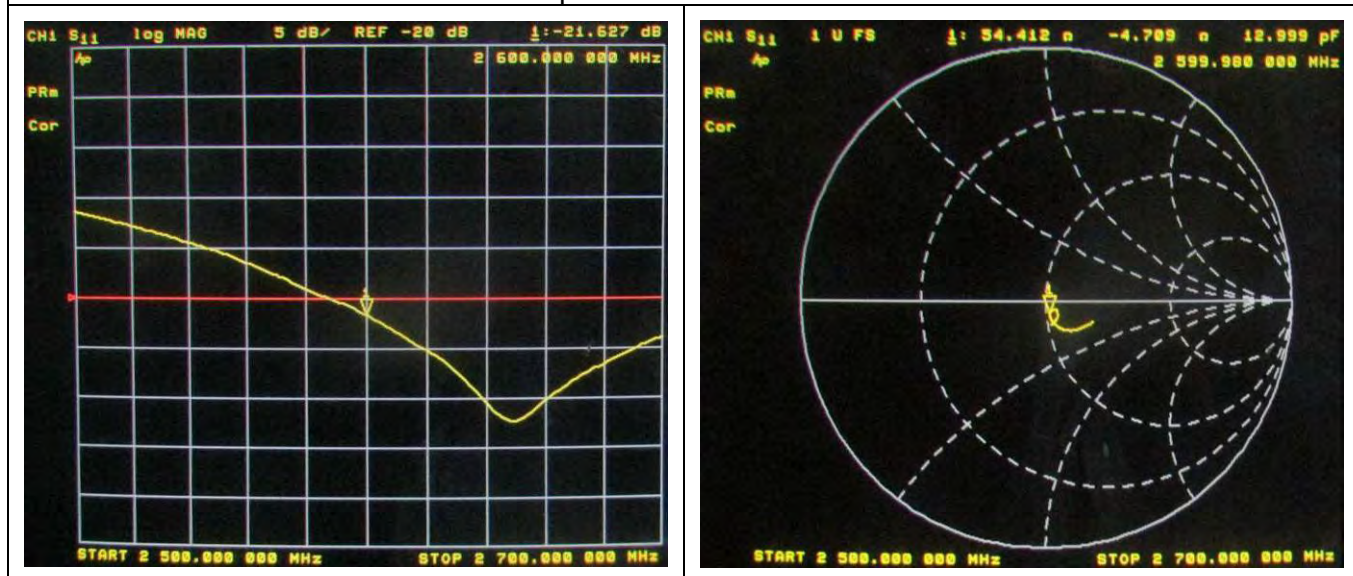 CH1 S11 log MAG 5 dB/ REF -20 dB 1:-21.627 dB
2 600.000 000 MHz
PRm
Cor
START 2 500.000 000 MHz STOP 2 700.000 000 MHz
CH1 S11 1 U FS 1: 54.412 Ω -4.709 Ω 12.999 pF
2 599.980 000 MHz
PRm
Cor
START 2 500.000 000 MHz STOP 2 700.000 000 MHz